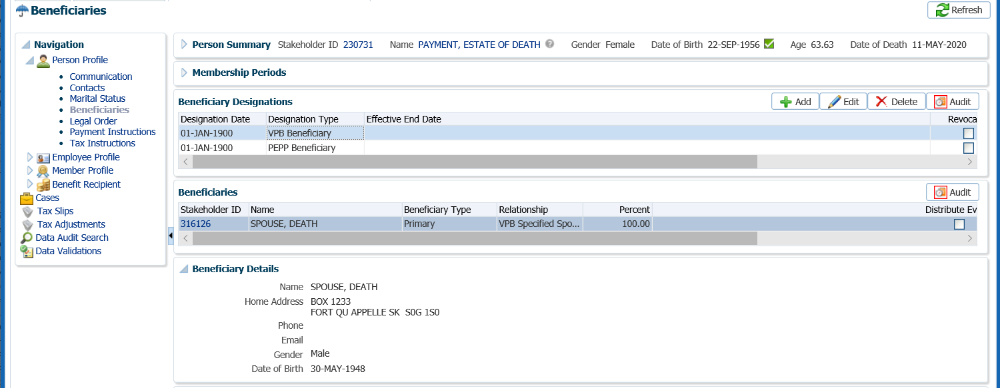 Beneficiaries
Refresh
Navigation
Person Profile
Communication
Contacts
Marital Status
Beneficiaries
Legal Order
Payment Instructions
Tax Instructions
Employee Profile
Member Profile
Benefit Recipient
Cases
Tax Slips
Tax Adjustments
Data Audit Search
Data Validations
Person Summary Stakeholder ID 230731 Name PAYMENT, ESTATE OF DEATH Gender Female Date of Birth 22-SEP-1956 Age 63.63 Date of Death 11-MAY-2020
Membership Periods
Beneficiary Designations Add Edit Delete Audit
Designation Date Designation Type Effective End Date Revoca
01-JAN-1900 VPB Beneficiary
01-JAN-1900 PEPP Beneficiary
Beneficiaries Audit
Stakeholder ID Name Beneficiary Type Relationship Percent Distribute Ev
316126 SPOUSE, DEATH Primary VPB Specified Spo... 100.00
Beneficiary Details
Name SPOUSE, DEATH
Home Address BOX 1233
FORT QU APPELLE SK S0G 1S0
Phone
Email
Gender Male
Date of Birth 30-MAY-1948